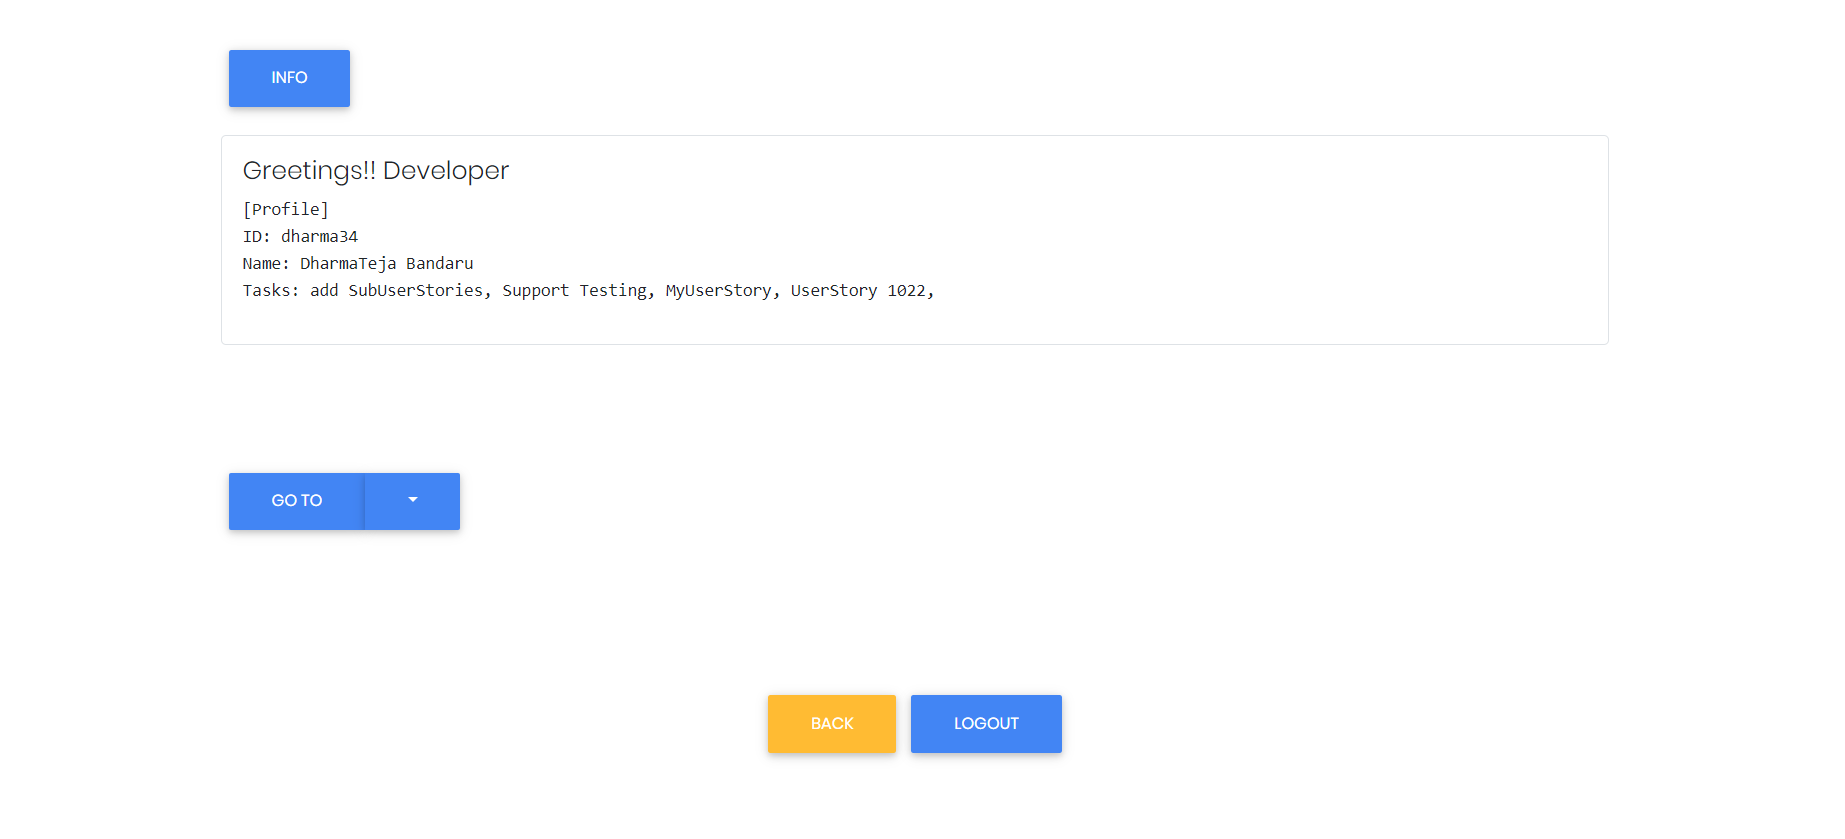 INFO
Greetings!! Developer
[Profile]
ID: dharma34
Name: DharmaTeja Bandaru
Tasks: add SubUserStories, Support Testing, MyUserStory, UserStory 1022,
GO TO
BACK LOGOUT